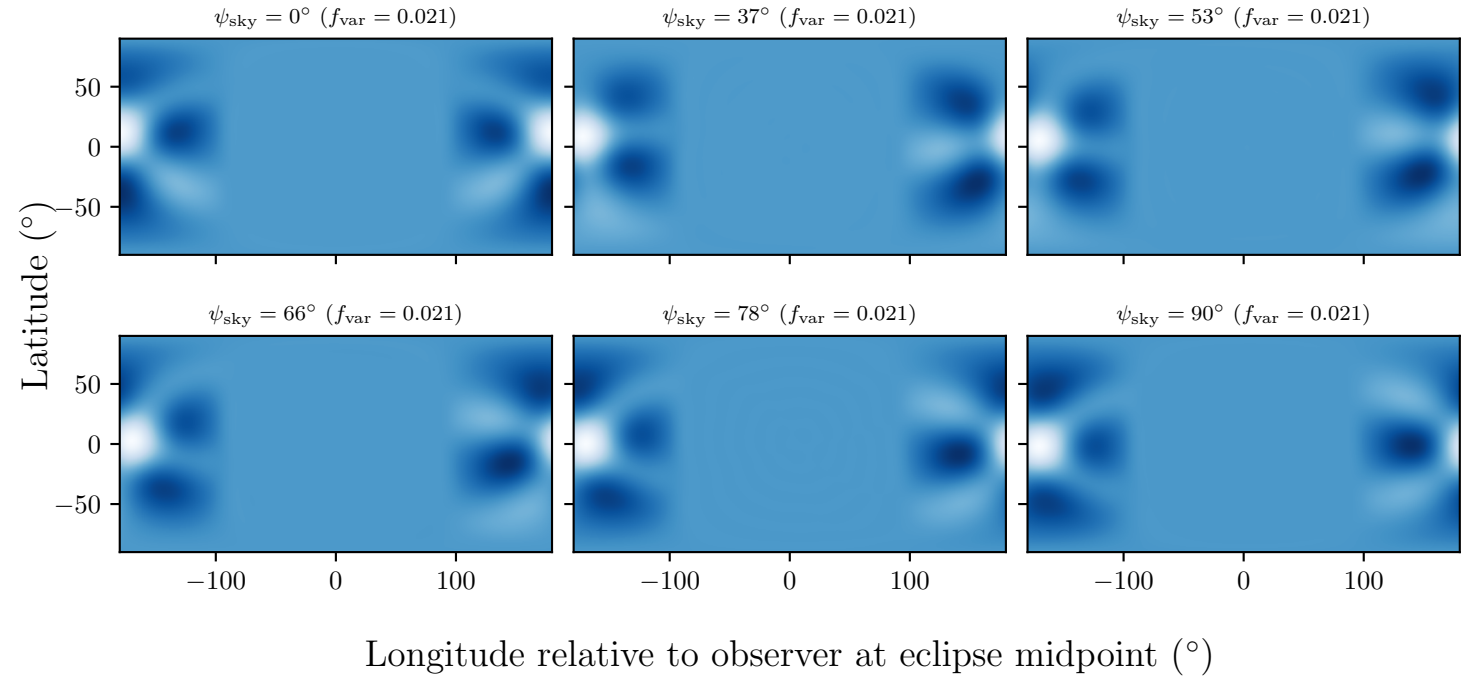 ψsky = 0° (fvar = 0.021)
ψsky = 37° (fvar = 0.021)
ψsky = 53° (fvar = 0.021)
50
0
−50
ψsky = 66° (fvar = 0.021)
ψsky = 78° (fvar = 0.021)
ψsky = 90° (fvar = 0.021)
50
0
−50
Latitude (°)
−100 0 100
−100 0 100
−100 0 100
Longitude relative to observer at eclipse midpoint (°)